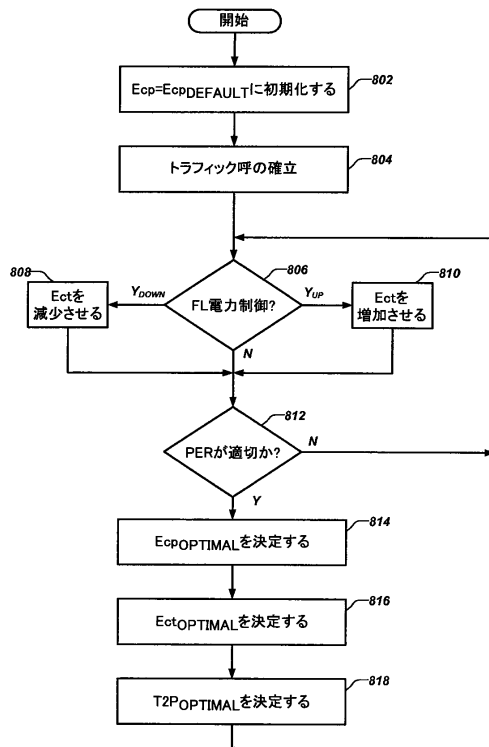 開始
Ecp=EcpDEFAULTに初期化する
802
トラフィック呼の確立
804
808
Ectを
減少させる
YDOWN
806
FL電力制御?
YUP
810
Ectを
増加させる
N
812
PERが適切か?
N
Y
EcpOPTIMALを決定する
814
EctOPTIMALを決定する
816
T2POPTIMALを決定する
818